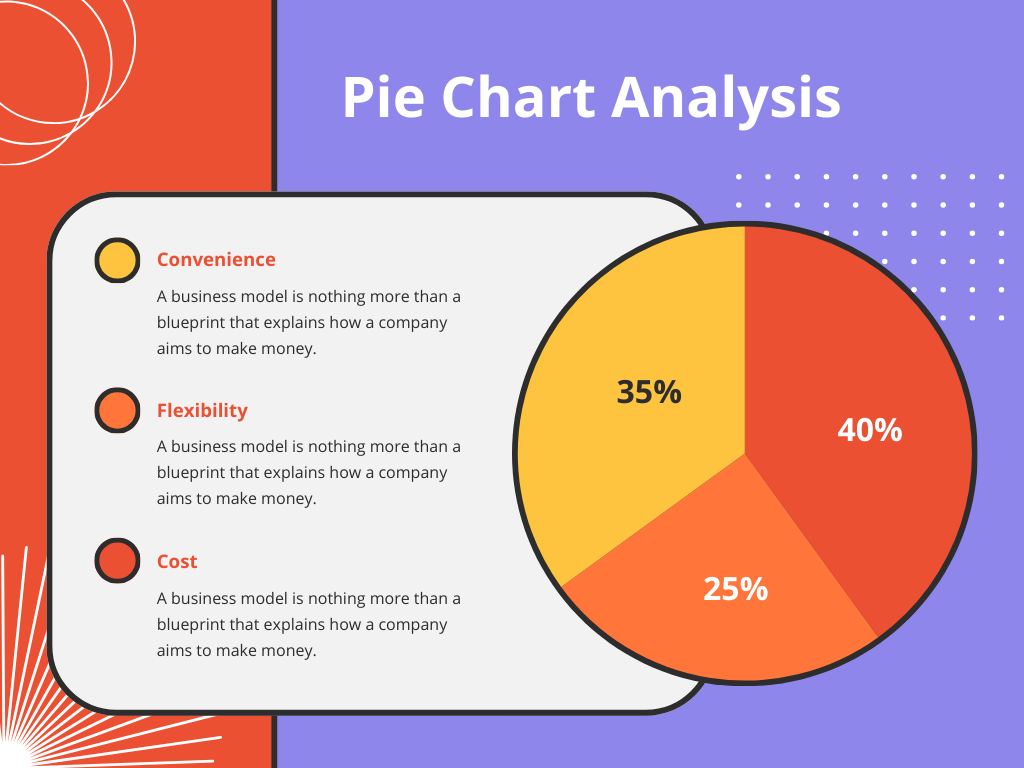 Pie Chart Analysis
Convenience
A business model is nothing more than a
blueprint that explains how a company
aims to make money.
Flexibility
A business model is nothing more than a
blueprint that explains how a company
aims to make money.
Cost
A business model is nothing more than a
blueprint that explains how a company
aims to make money.
35%
40%
25%